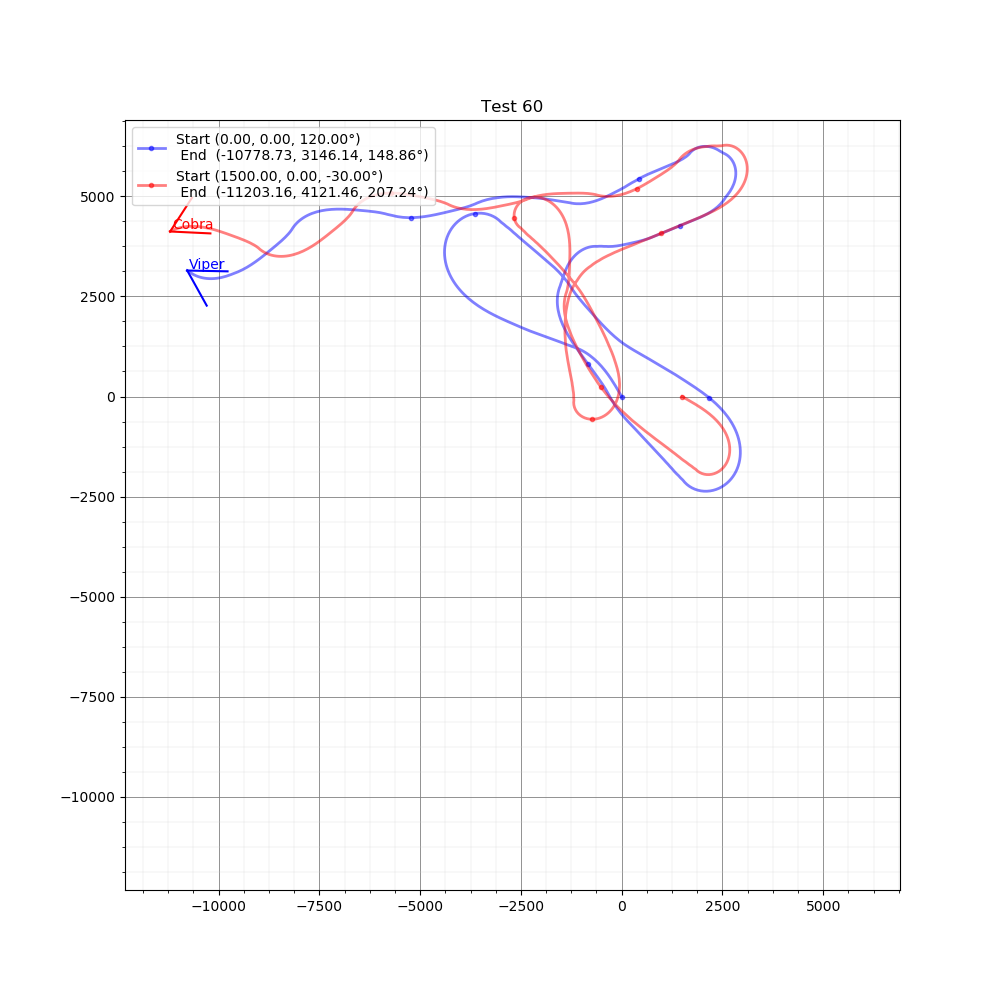 Test 60
Start (0.00, 0.00, 120.00°)
End (-10778.73, 3146.14, 148.86°)
Start (1500.00, 0.00, -30.00°)
End (-11203.16, 4121.46, 207.24°)
Cobra
Viper
5000
2500
0
−2500
−5000
−7500
−10000
−10000 −7500 −5000 −2500 0 2500 5000